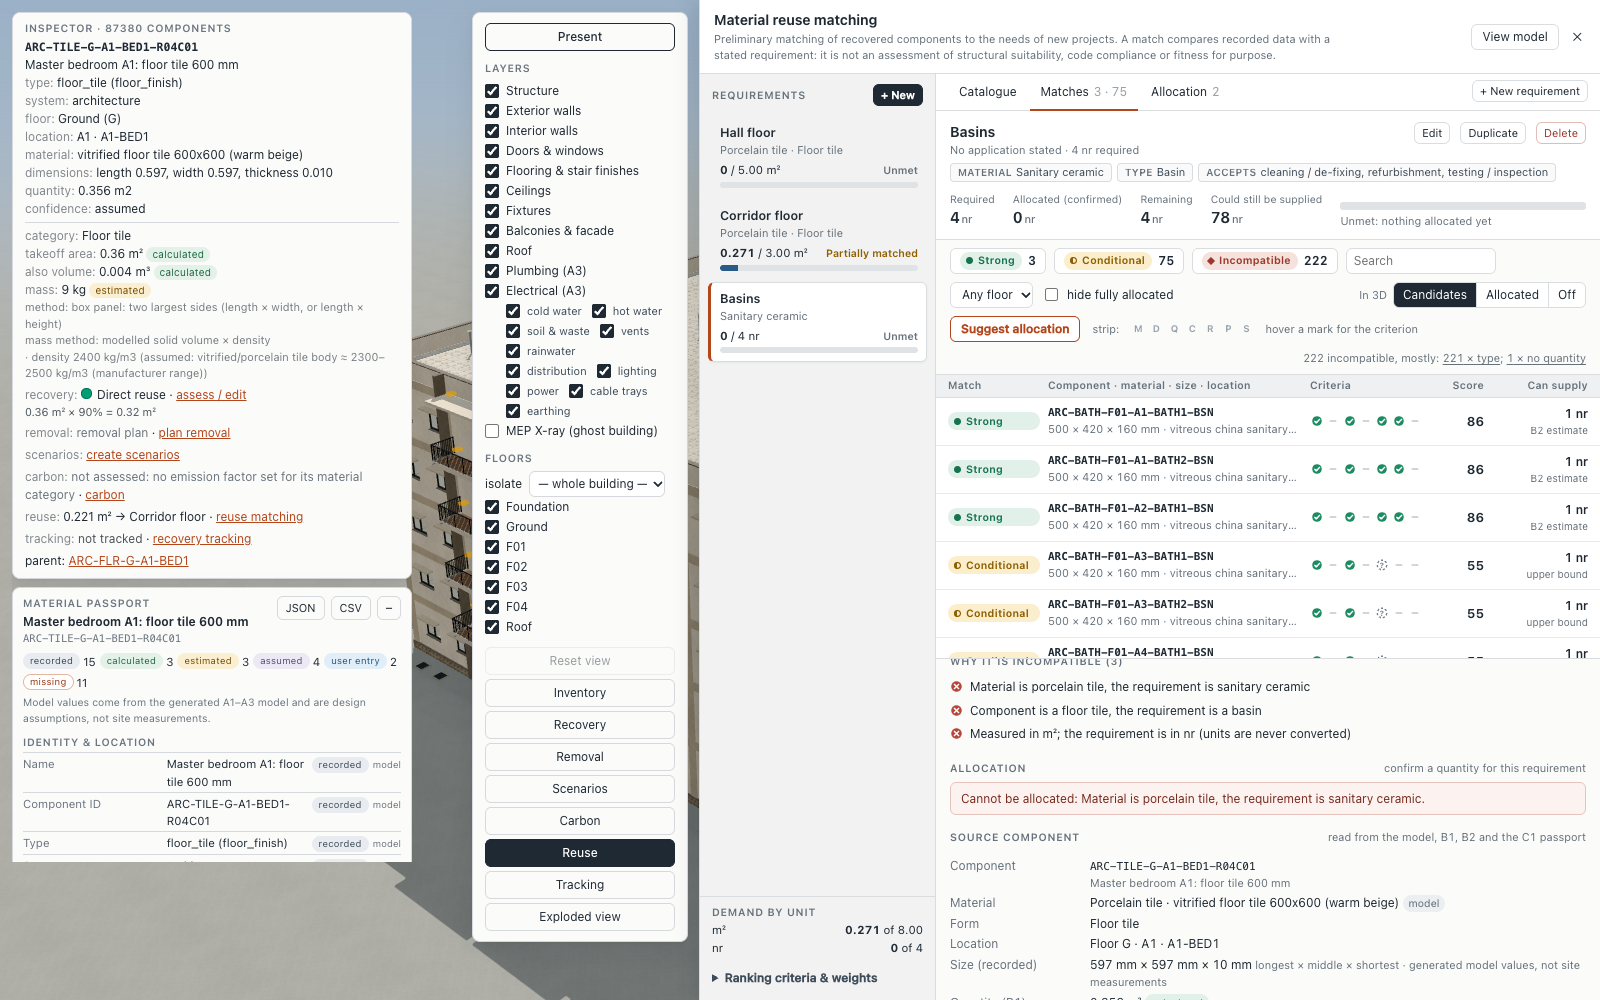 INSPECTOR · 87380 COMPONENTS
ARC-TILE-G-A1-BED1-R04C01
Master bedroom A1: floor tile 600 mm
type: floor_tile (floor_finish)
system: architecture
floor: Ground (G)
location: A1 · A1-BED1
material: vitrified floor tile 600x600 (warm beige)
dimensions: length 0.597, width 0.597, thickness 0.010
quantity: 0.356 m2
confidence: assumed
category: Floor tile
takeoff area: 0.36 m² calculated
also volume: 0.004 m³ calculated
mass: 9 kg estimated
method: box panel: two largest sides (length × width, or length ×
height)
mass method: modelled solid volume × density
· density 2400 kg/m3 (assumed: vitrified/porcelain tile body ≈ 2300–
2500 kg/m3 (manufacturer range))
recovery: Direct reuse · assess / edit
0.36 m² × 90% = 0.32 m²
removal: removal plan · plan removal
scenarios: create scenarios
carbon: not assessed: no emission factor set for its material
category · carbon
reuse: 0.221 m² → Corridor floor · reuse matching
tracking: not tracked · recovery tracking
parent: ARC-FLR-G-A1-BED1
MATERIAL PASSPORT
JSON
CSV
–
Master bedroom A1: floor tile 600 mm
ARC-TILE-G-A1-BED1-R04C01
recorded 15 calculated 3 estimated 3 assumed 4 user entry 2
missing 11
Model values come from the generated A1–A3 model and are design
assumptions, not site measurements.
IDENTITY & LOCATION
Name Master bedroom A1: floor recorded model
tile 600 mm
Component ID ARC-TILE-G-A1-BED1- recorded model
R04C01
Type floor_tile (floor_finish) recorded model
Present
LAYERS
Structure
Exterior walls
Interior walls
Doors & windows
Flooring & stair finishes
Ceilings
Fixtures
Balconies & facade
Roof
Plumbing (A3)
Electrical (A3)
cold water hot water
soil & waste vents
rainwater
distribution lighting
power cable trays
earthing
MEP X-ray (ghost building)
FLOORS
isolate — whole building —
Foundation
Ground
F01
F02
F03
F04
Roof
Reset view
Inventory
Recovery
Removal
Scenarios
Carbon
Reuse
Tracking
Exploded view
Material reuse matching
Preliminary matching of recovered components to the needs of new projects. A match compares recorded data with a
stated requirement: it is not an assessment of structural suitability, code compliance or fitness for purpose.
View model ×
REQUIREMENTS
+ New
Hall floor
Porcelain tile · Floor tile
0 / 5.00 m² Unmet
Corridor floor
Porcelain tile · Floor tile
0.271 / 3.00 m² Partially matched
Basins
Sanitary ceramic
0 / 4 nr Unmet
DEMAND BY UNIT
m² 0.271 of 8.00
nr 0 of 4
▶ Ranking criteria & weights
Catalogue Matches 3 · 75 Allocation 2
+ New requirement
Basins
Edit Duplicate Delete
No application stated · 4 nr required
MATERIAL Sanitary ceramic TYPE Basin ACCEPTS cleaning / de-fixing, refurbishment, testing / inspection
Required Allocated (confirmed) Remaining Could still be supplied
4 nr 0 nr 4 nr 78 nr
Unmet: nothing allocated yet
Strong 3 Conditional 75 Incompatible 222 Search
Any floor hide fully allocated In 3D Candidates Allocated Off
Suggest allocation strip: M D Q C R P S hover a mark for the criterion
222 incompatible, mostly: 221 × type; 1 × no quantity
Match Component · material · size · location Criteria Score Can supply
Strong ARC-BATH-F01-A1-BATH1-BSN 86 1 nr
500 × 420 × 160 mm · vitreous china sanitary... B2 estimate
Strong ARC-BATH-F01-A1-BATH2-BSN 86 1 nr
500 × 420 × 160 mm · vitreous china sanitary... B2 estimate
Strong ARC-BATH-F01-A2-BATH1-BSN 86 1 nr
500 × 420 × 160 mm · vitreous china sanitary... B2 estimate
Conditional ARC-BATH-F01-A3-BATH1-BSN 55 1 nr
500 × 420 × 160 mm · vitreous china sanitary... upper bound
Conditional ARC-BATH-F01-A3-BATH2-BSN 55 1 nr
500 × 420 × 160 mm · vitreous china sanitary... upper bound
ARC-BATH-F01-A4-BATH1-BSN 1 nr
WHY IT IS INCOMPATIBLE (3)
Material is porcelain tile, the requirement is sanitary ceramic
Component is a floor tile, the requirement is a basin
Measured in m²; the requirement is in nr (units are never converted)
ALLOCATION confirm a quantity for this requirement
Cannot be allocated: Material is porcelain tile, the requirement is sanitary ceramic.
SOURCE COMPONENT read from the model, B1, B2 and the C1 passport
Component ARC-TILE-G-A1-BED1-R04C01
Master bedroom A1: floor tile 600 mm
Material Porcelain tile · vitrified floor tile 600x600 (warm beige) model
Form Floor tile
Location Floor G · A1 · A1-BED1
Size (recorded) 597 mm × 597 mm × 10 mm longest × middle × shortest · generated model values, not site
measurements